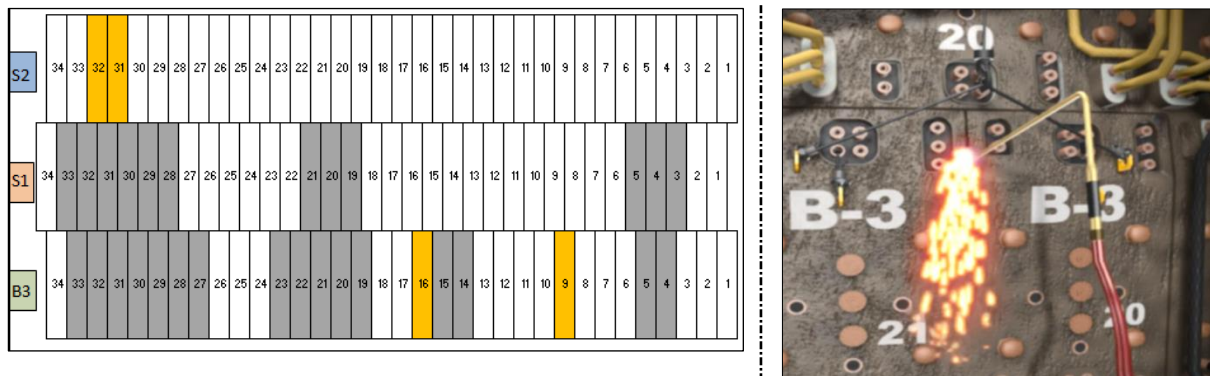 S2 34 33 32 31 30 29 28 27 26 25 24 23 22 21 20 19 18 17 16 15 14 13 12 11 10 9 8 7 6 5 4 3 2 1
S1 34 33 32 31 30 29 28 27 26 25 24 23 22 21 20 19 18 17 16 15 14 13 12 11 10 9 8 7 6 5 4 3 2 1
B3 34 33 32 31 30 29 28 27 26 25 24 23 22 21 20 19 18 17 16 15 14 13 12 11 10 9 8 7 6 5 4 3 2 1
20
B-3 B-3
21 20